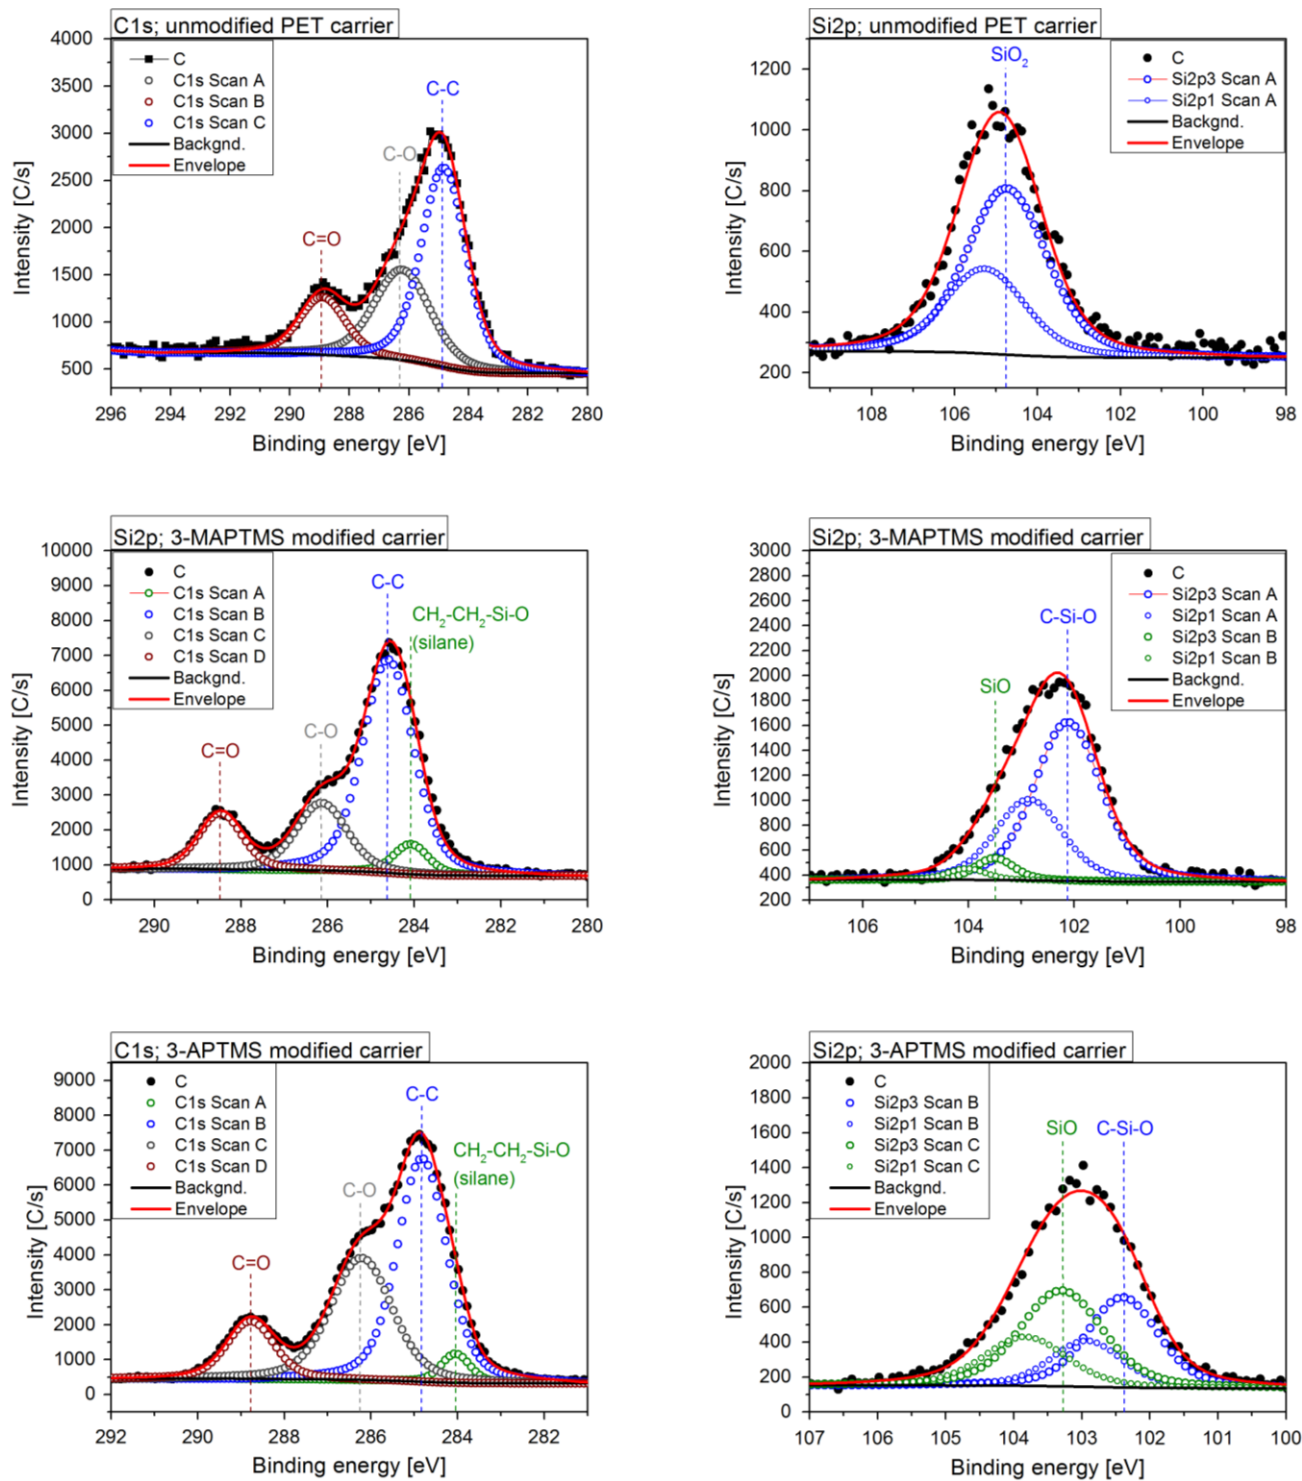 C1s; unmodified PET carrier
4000
3500
3000
2500
2000
1500
1000
500
Intensity [C/s]
C
C1s Scan A
C1s Scan B
C1s Scan C
Backgnd.
Envelope
C-C
C-O
C=O
296 294 292 290 288 286 284 282 280
Binding energy [eV]
Si2p; unmodified PET carrier
1200
1000
800
600
400
200
Intensity [C/s]
SiO2
C
Si2p3 Scan A
Si2p1 Scan A
Backgnd.
Envelope
108 106 104 102 100 98
Binding energy [eV]
Si2p; 3-MAPTMS modified carrier
10000
9000
8000
7000
6000
5000
4000
3000
2000
1000
0
Intensity [C/s]
C
C1s Scan A
C1s Scan B
C1s Scan C
C1s Scan D
Backgnd.
Envelope
C-C
CH2-CH2-Si-O
(silane)
C-O
C=O
290 288 286 284 282 280
Binding energy [eV]
Si2p; 3-MAPTMS modified carrier
3000
2800
2600
2400
2200
2000
1800
1600
1400
1200
1000
800
600
400
200
Intensity [C/s]
C
Si2p3 Scan A
Si2p1 Scan A
Si2p3 Scan B
Si2p1 Scan B
Backgnd.
Envelope
C-Si-O
SiO
106 104 102 100 98
Binding energy [eV]
C1s; 3-APTMS modified carrier
9000
8000
7000
6000
5000
4000
3000
2000
1000
0
Intensity [C/s]
C
C1s Scan A
C1s Scan B
C1s Scan C
C1s Scan D
Backgnd.
Envelope
C-C
CH2-CH2-Si-O
(silane)
C-O
C=O
292 290 288 286 284 282
Binding energy [eV]
Si2p; 3-APTMS modified carrier
2000
1800
1600
1400
1200
1000
800
600
400
200
0
Intensity [C/s]
C
Si2p3 Scan B
Si2p1 Scan B
Si2p3 Scan C
Si2p1 Scan C
Backgnd.
Envelope
SiO C-Si-O
107 106 105 104 103 102 101 100
Binding energy [eV]